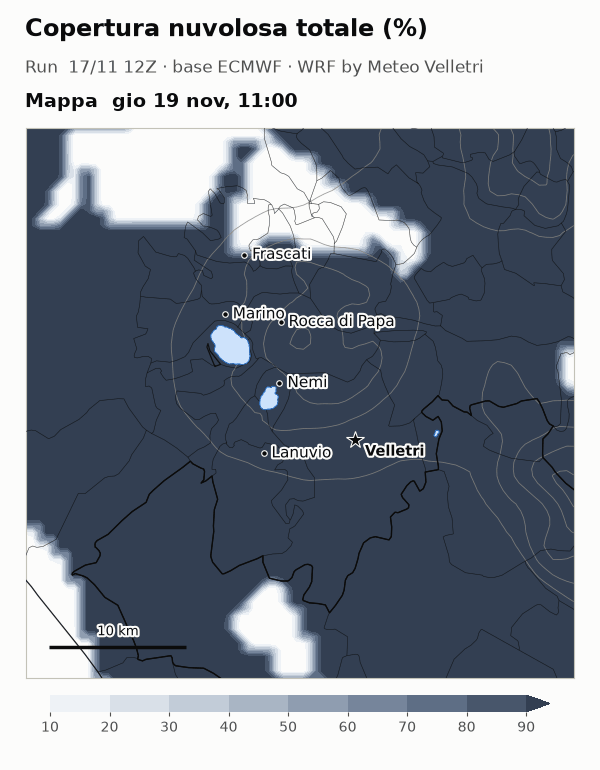 Copertura nuvolosa totale (%)
Run  17/11 12Z · base ECMWF · WRF by Meteo Velletri
Mappa  gio 19 nov, 11:00
Frascati
Marino
Rocca di Papa
Nemi
Velletri
Lanuvio
10 km
10 20 30 40 50 60 70 80 90